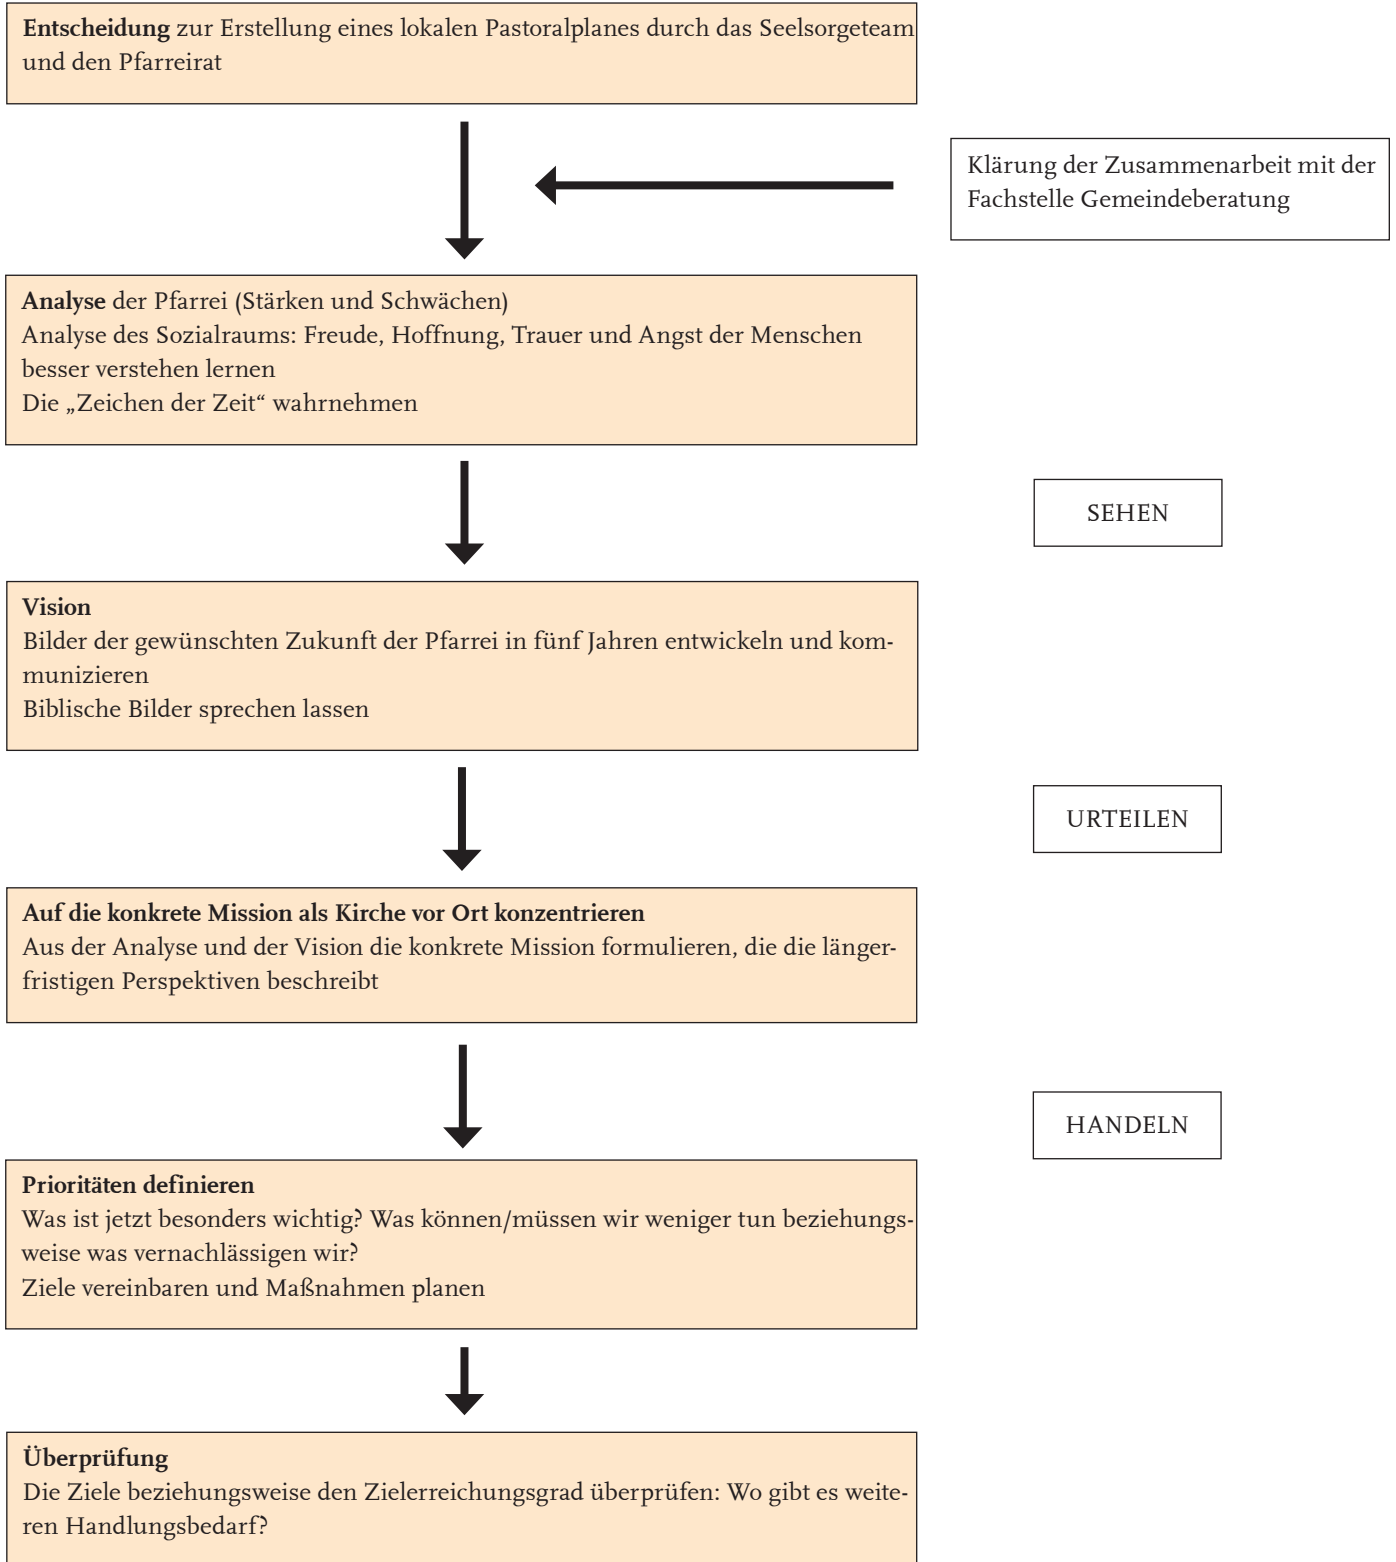 Entscheidung zur Erstellung eines lokalen Pastoralplanes durch das Seelsorgeteam
und den Pfarreirat
Klärung der Zusammenarbeit mit der
Fachstelle Gemeindeberatung
Analyse der Pfarrei (Stärken und Schwächen)
Analyse des Sozialraums: Freude, Hoffnung, Trauer und Angst der Menschen
besser verstehen lernen
Die „Zeichen der Zeit“ wahrnehmen
SEHEN
Vision
Bilder der gewünschten Zukunft der Pfarrei in fünf Jahren entwickeln und kom-
munizieren
Biblische Bilder sprechen lassen
URTEILEN
Auf die konkrete Mission als Kirche vor Ort konzentrieren
Aus der Analyse und der Vision die konkrete Mission formulieren, die die länger-
fristigen Perspektiven beschreibt
HANDELN
Prioritäten definieren
Was ist jetzt besonders wichtig? Was können/müssen wir weniger tun beziehungs-
weise was vernachlässigen wir?
Ziele vereinbaren und Maßnahmen planen
Überprüfung
Die Ziele beziehungsweise den Zielerreichungsgrad überprüfen: Wo gibt es weite-
ren Handlungsbedarf?